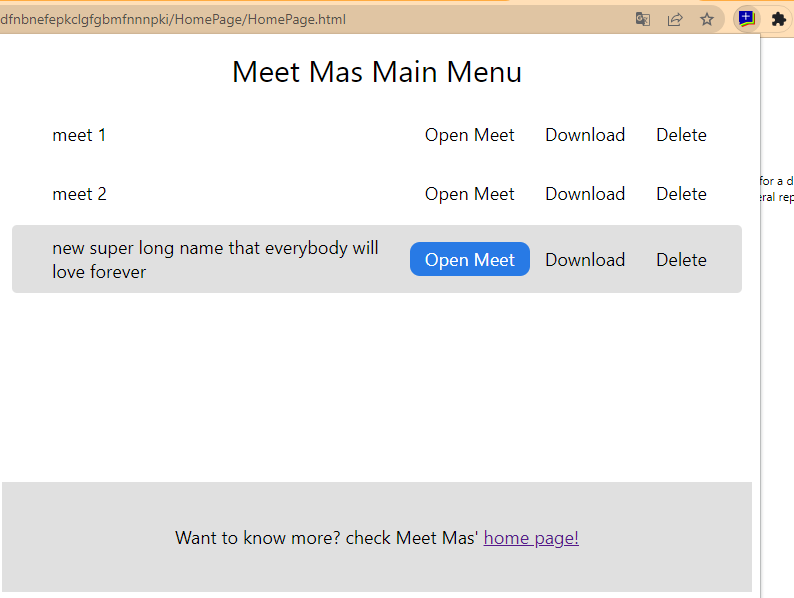 dfnbnefepkclgfgbmfnnnpki/HomePage/HomePage.html
Meet Mas Main Menu
meet 1 Open Meet Download Delete
meet 2 Open Meet Download Delete
for a d
eral rep
new super long name that everybody will
love forever
Open Meet Download Delete
Want to know more? check Meet Mas' home page!